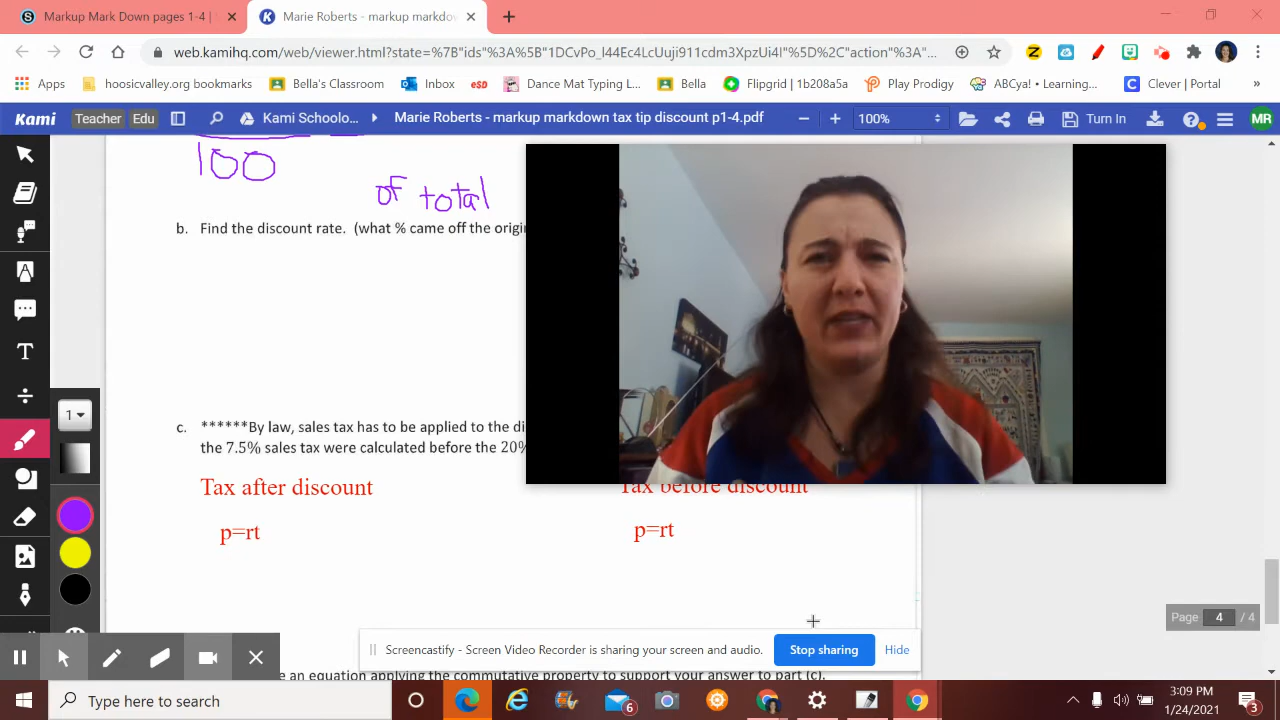 Markup Mark Down pages 1-4 |
Marie Roberts - markup markdow
web.kamihq.com/web/viewer.html?state=%7B"ids"%3A%5B"1DCvPo_I44Ec4LcUuji911cdm3XpzUi4I"%5D%2C"action"%3A"...
Apps hoosicvalley.org bookmarks Bella's Classroom Inbox esd Dance Mat Typing L... Bella Flipgrid | 1b208a5a Play Prodigy ABCya! • Learning... Clever | Portal
Kami Teacher Edu Kami Schoolo... Marie Roberts - markup markdown tax tip discount p1-4.pdf 100% Turn In MR
100
of total
b. Find the discount rate. (what % came off the origin
c. ******By law, sales tax has to be applied to the di
the 7.5% sales tax were calculated before the 20%
Tax after discount Tax before discount
p=rt p=rt
1
Page 4 / 4
Screencastify - Screen Video Recorder is sharing your screen and audio. Stop sharing Hide
e an equation applying the commutative property to support your answer to part (c).
Type here to search
6
3:09 PM
1/24/2021
3